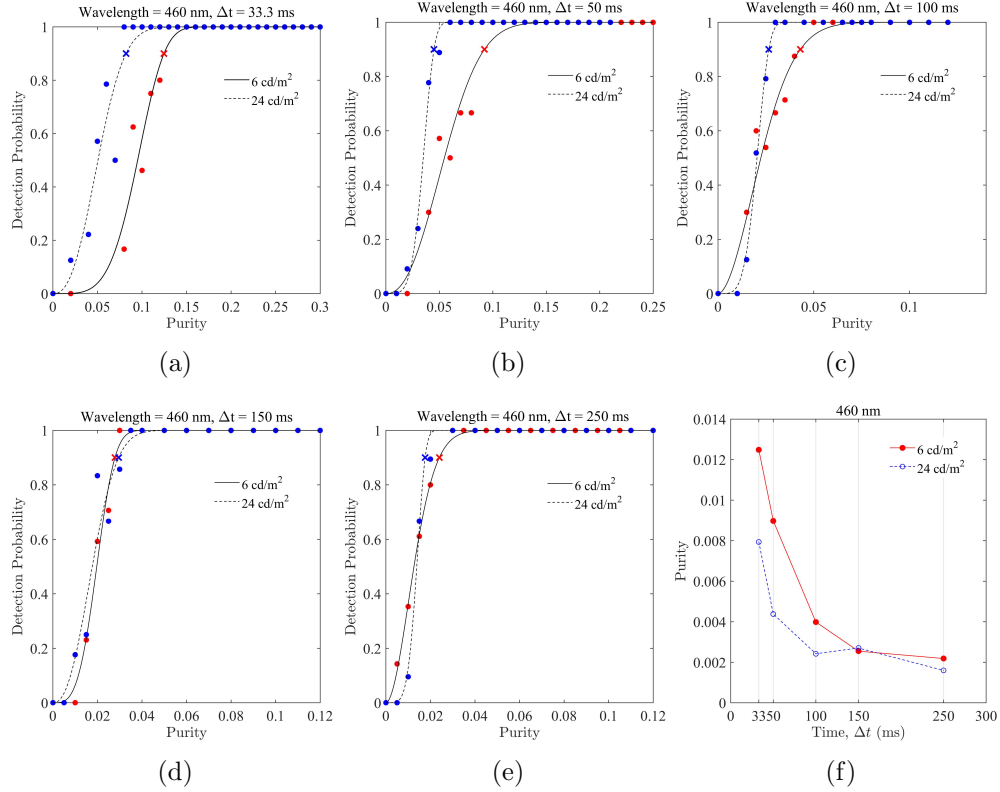 Wavelength = 460 nm, Δt = 33.3 ms
Detection Probability
1
0.8
0.6
0.4
0.2
0
6 cd/m²
24 cd/m²
0 0.05 0.1 0.15 0.2 0.25 0.3
Purity
(a)
Wavelength = 460 nm, Δt = 50 ms
Detection Probability
1
0.8
0.6
0.4
0.2
0
6 cd/m²
24 cd/m²
0 0.05 0.1 0.15 0.2 0.25
Purity
(b)
Wavelength = 460 nm, Δt = 100 ms
Detection Probability
1
0.8
0.6
0.4
0.2
0
6 cd/m²
24 cd/m²
0 0.05 0.1
Purity
(c)
Wavelength = 460 nm, Δt = 150 ms
Detection Probability
1
0.8
0.6
0.4
0.2
0
6 cd/m²
24 cd/m²
0 0.02 0.04 0.06 0.08 0.1 0.12
Purity
(d)
Wavelength = 460 nm, Δt = 250 ms
Detection Probability
1
0.8
0.6
0.4
0.2
0
6 cd/m²
24 cd/m²
0 0.02 0.04 0.06 0.08 0.1 0.12
Purity
(e)
460 nm
Purity
0.014
0.012
0.01
0.008
0.006
0.004
0.002
0
6 cd/m²
24 cd/m²
0 33 50 100 150 250 300
Time, Δt (ms)
(f)